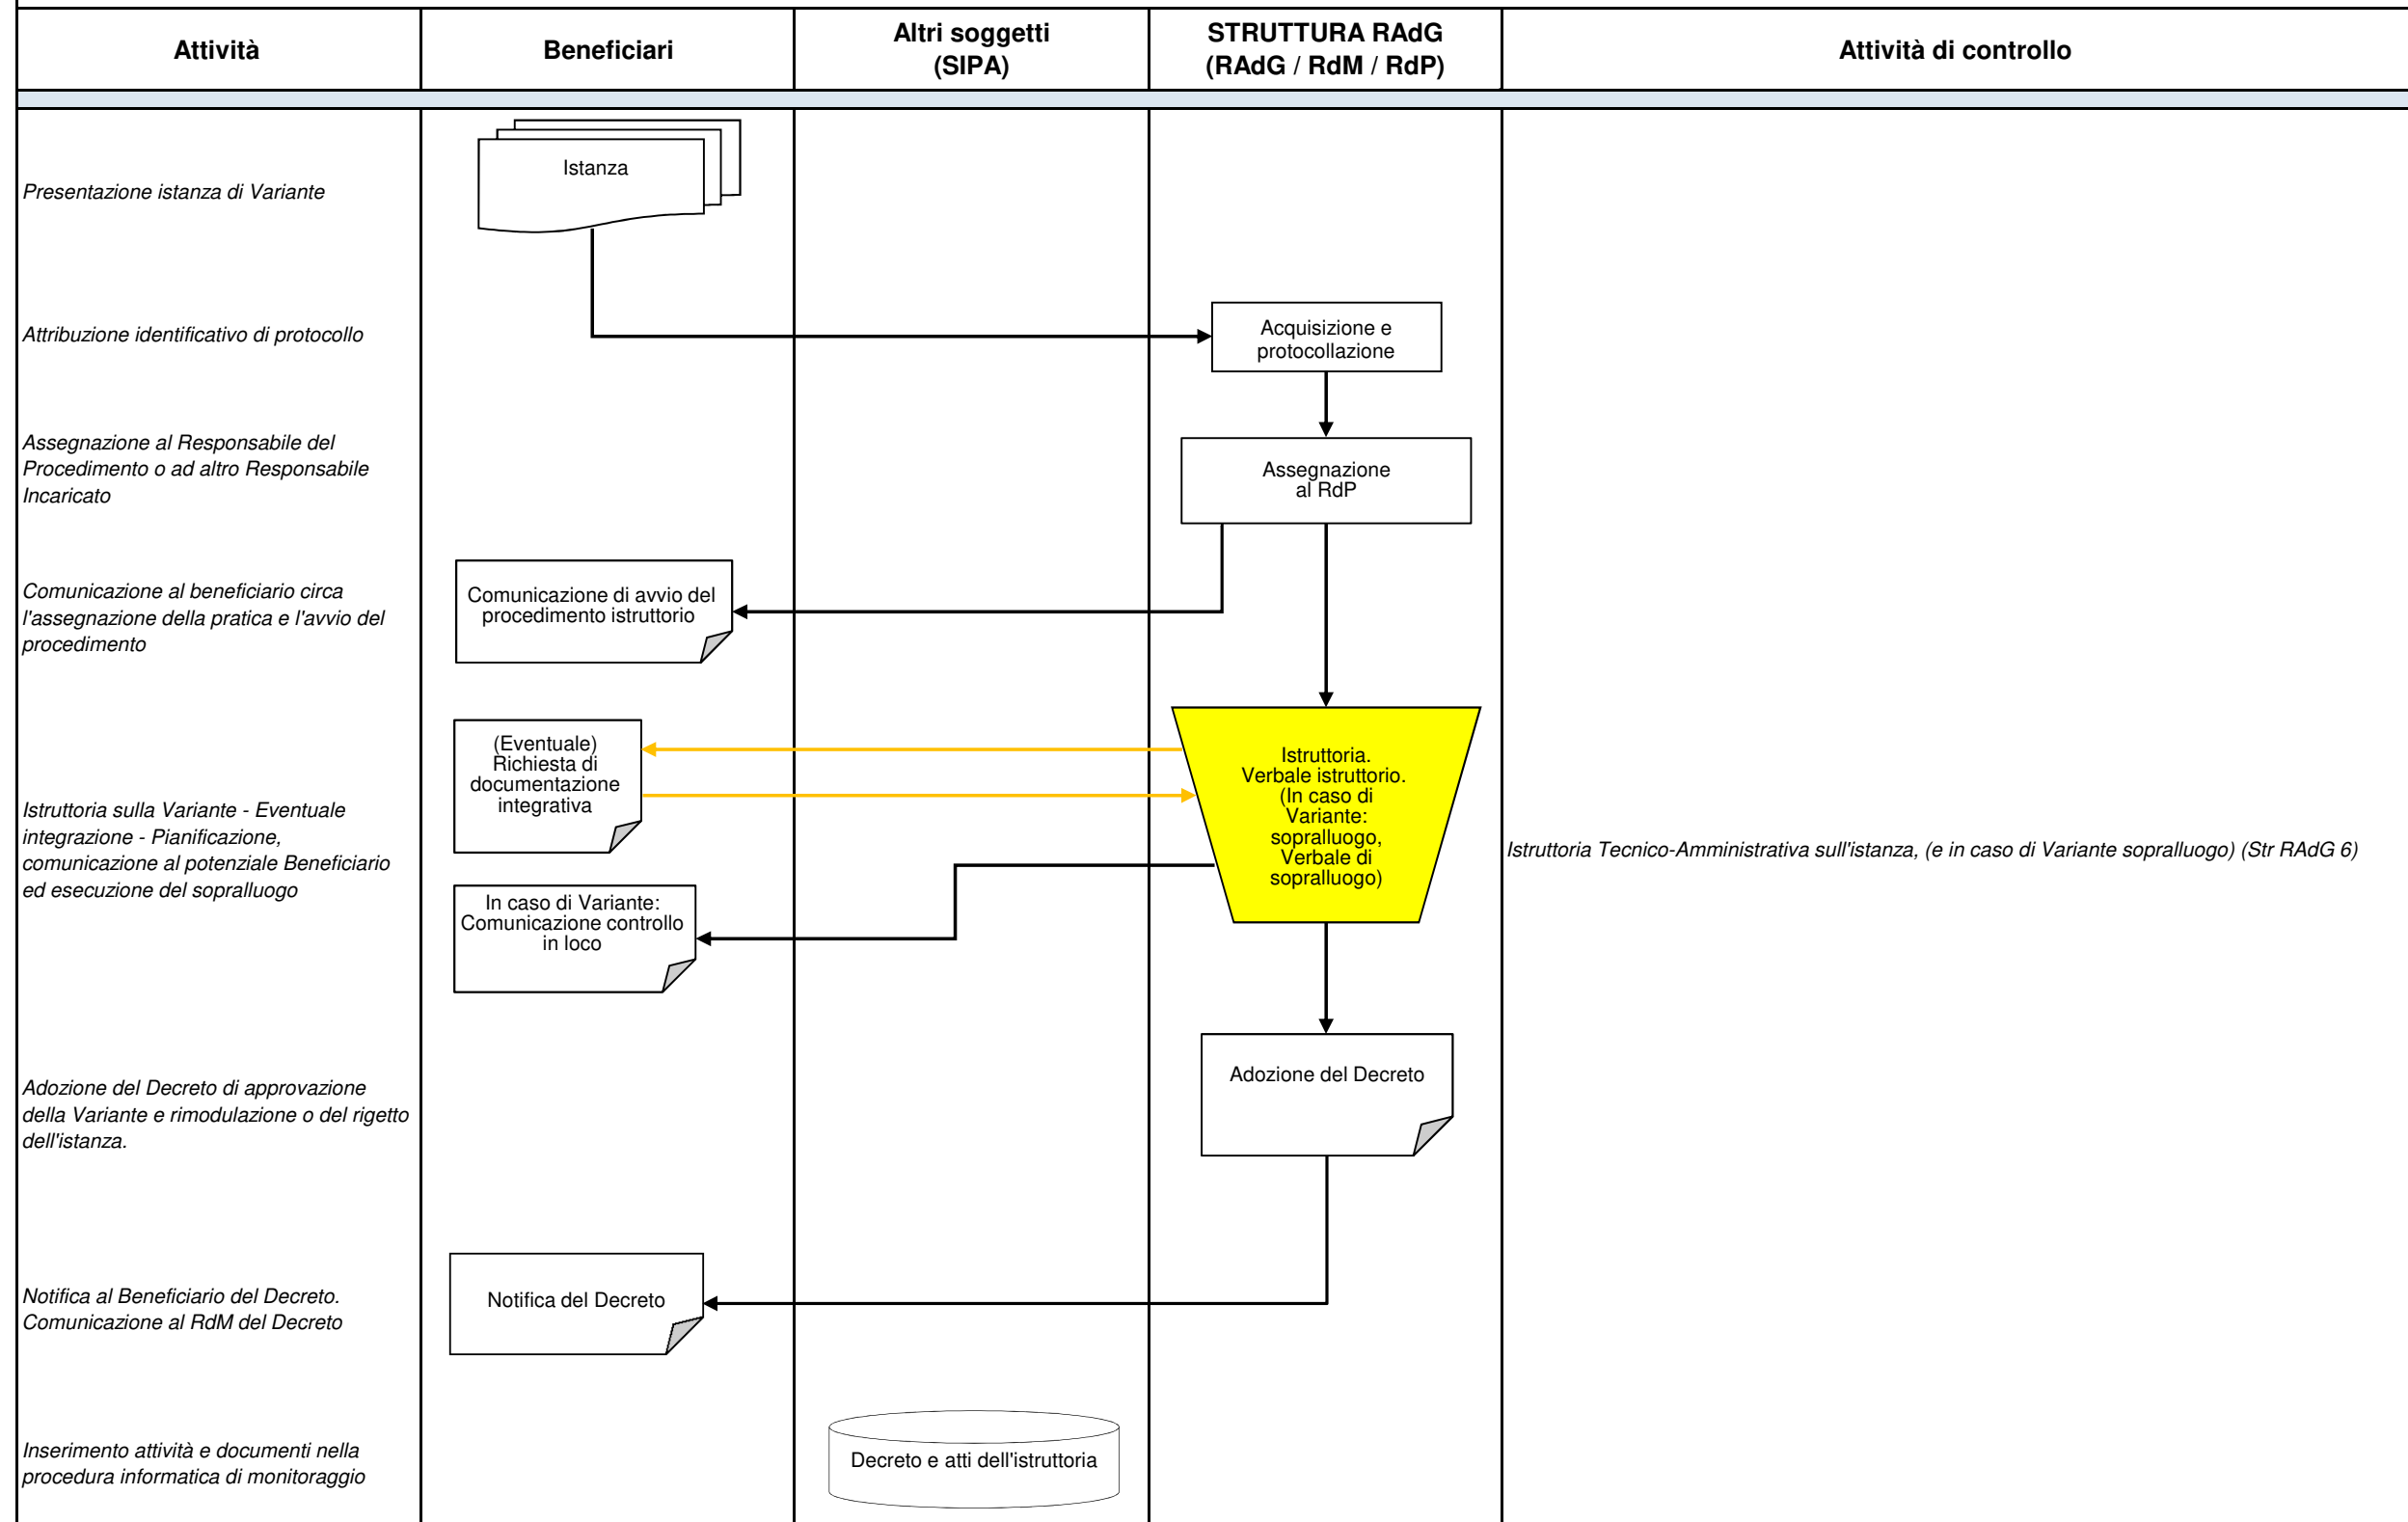 Attività
Beneficiari
Altri soggetti
(SIPA)
STRUTTURA RAdG
(RAdG / RdM / RdP)
Attività di controllo
Presentazione istanza di Variante
Istanza
Attribuzione identificativo di protocollo
Acquisizione e
protocollazione
Assegnazione al Responsabile del
Procedimento o ad altro Responsabile
Incaricato
Assegnazione
al RdP
Comunicazione al beneficiario circa
l'assegnazione della pratica e l'avvio del
procedimento
Comunicazione di avvio del
procedimento istruttorio
Istruttoria sulla Variante - Eventuale
integrazione - Pianificazione,
comunicazione al potenziale Beneficiario
ed esecuzione del sopralluogo
(Eventuale)
Richiesta di
documentazione
integrativa
In caso di Variante:
Comunicazione controllo
in loco
Istruttoria.
Verbale istruttorio.
(In caso di
Variante:
sopralluogo,
Verbale di
sopralluogo)
Istruttoria Tecnico-Amministrativa sull'istanza, (e in caso di Variante sopralluogo) (Str RAdG 6)
Adozione del Decreto di approvazione
della Variante e rimodulazione o del rigetto
dell'istanza.
Adozione del Decreto
Notifica al Beneficiario del Decreto.
Comunicazione al RdM del Decreto
Notifica del Decreto
Inserimento attività e documenti nella
procedura informatica di monitoraggio
Decreto e atti dell'istruttoria